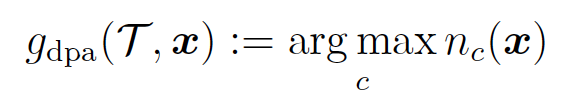 g_dpa(𝒯, 𝒙) := arg max_c n_c(𝒙)